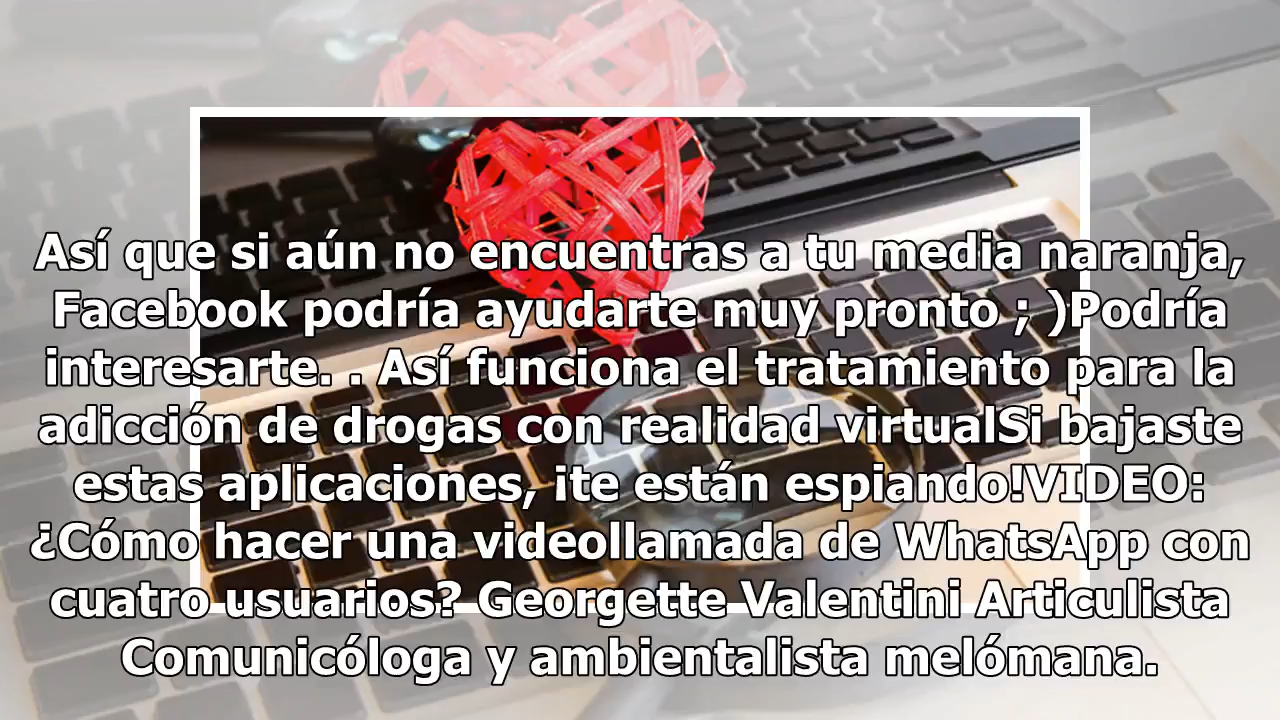 Así que si aún no encuentras a tu media naranja,
Facebook podría ayudarte muy pronto ; )Podría
interesarte. . Así funciona el tratamiento para la
adicción de drogas con realidad virtualSi bajaste
estas aplicaciones, ¡te están espiando!VIDEO:
¿Cómo hacer una videollamada de WhatsApp con
cuatro usuarios? Georgette Valentini Articulista
Comunicóloga y ambientalista melómana.